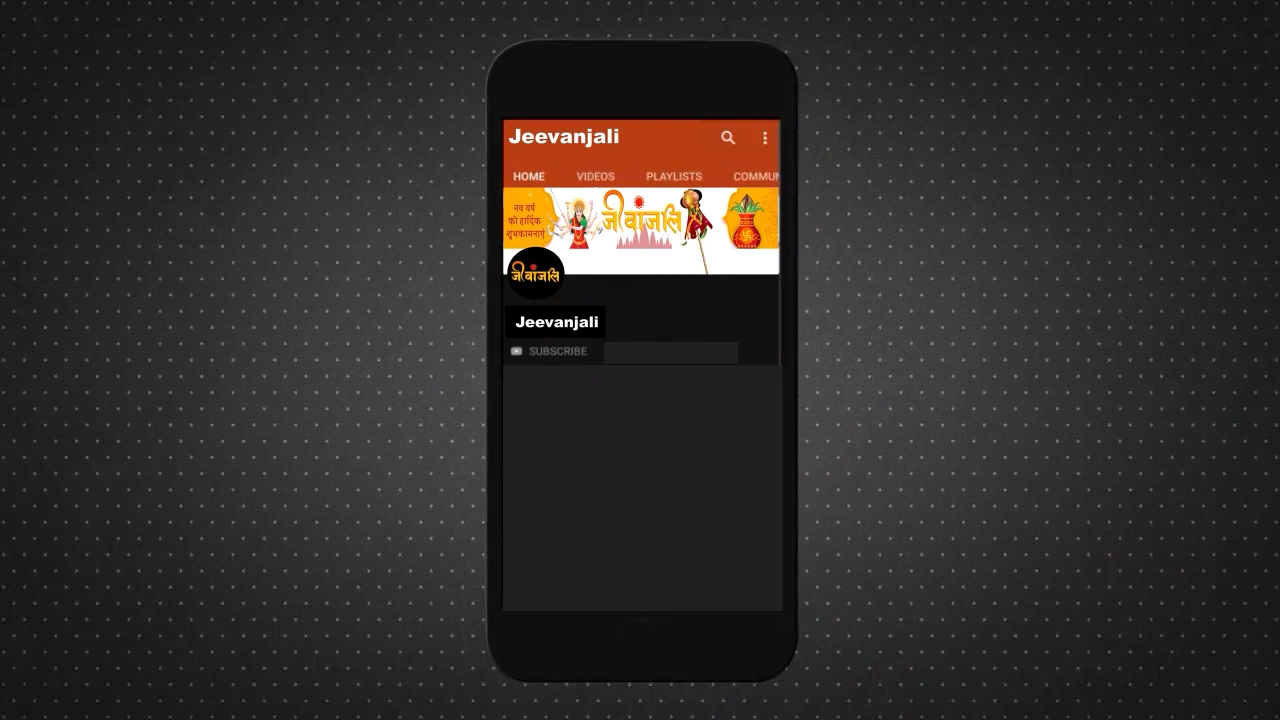 Jeevanjali
HOME VIDEOS PLAYLISTS COMMUN
नव वर्ष
की हार्दिक
शुभकामनाएं
जीवांजलि
जीवांजलि
Jeevanjali
SUBSCRIBE